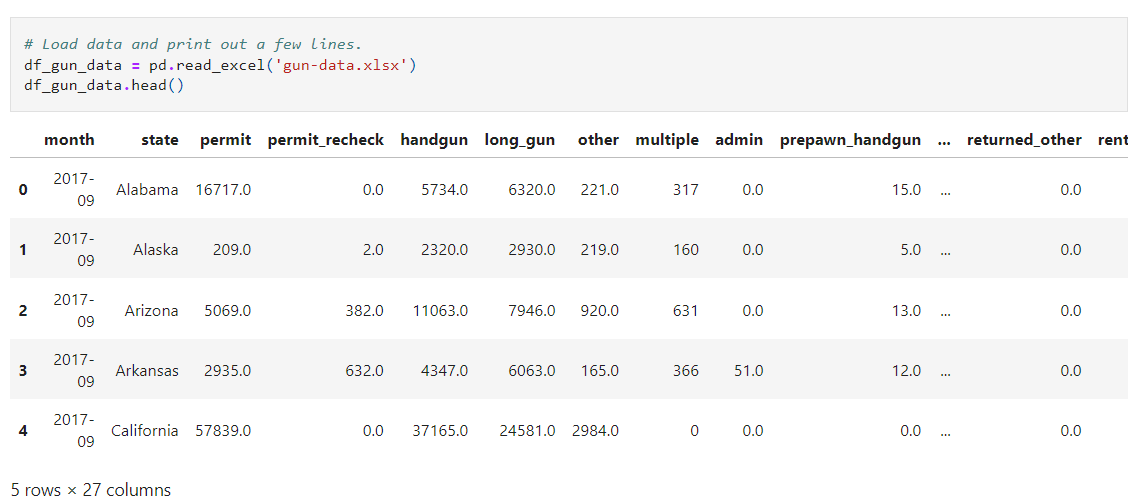 # Load data and print out a few lines.
df_gun_data = pd.read_excel('gun-data.xlsx')
df_gun_data.head()
month state permit permit_recheck handgun long_gun other multiple admin prepawn_handgun ... returned_other rent
0 2017-09 Alabama 16717.0 0.0 5734.0 6320.0 221.0 317 0.0 15.0 ... 0.0
1 2017-09 Alaska 209.0 2.0 2320.0 2930.0 219.0 160 0.0 5.0 ... 0.0
2 2017-09 Arizona 5069.0 382.0 11063.0 7946.0 920.0 631 0.0 13.0 ... 0.0
3 2017-09 Arkansas 2935.0 632.0 4347.0 6063.0 165.0 366 51.0 12.0 ... 0.0
4 2017-09 California 57839.0 0.0 37165.0 24581.0 2984.0 0 0.0 0.0 ... 0.0
5 rows × 27 columns